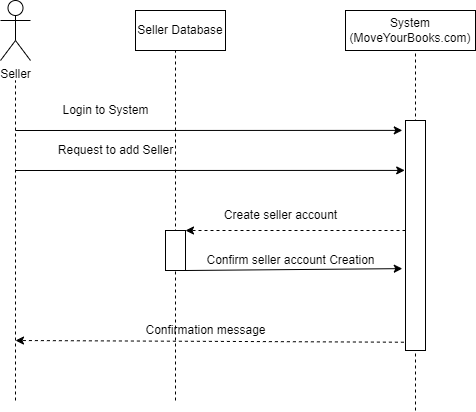 Seller
Seller Database
System
(MoveYourBooks.com)
Login to System
Request to add Seller
Create seller account
Confirm seller account Creation
Confirmation message